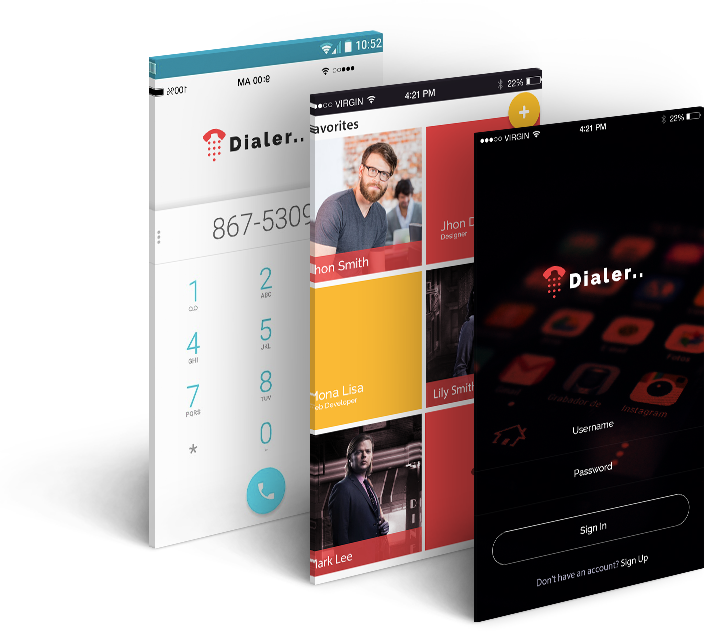 10:52
MA 00:9
Dialer..
867-5309
1
O,O
2
ABC
4
GHI
5
JKL
7
PQRS
8
TUV
*
0
VIRGIN 4:21 PM 22%
avorites
+
hon Smith
Jhon D
Designer
Mona Lisa
eb Developer
Lily Smith
Mark Lee
VIRGIN 4:21 PM 22%
Dialer..
Instagram
Username
Password
Sign In
Don't have an account? Sign Up